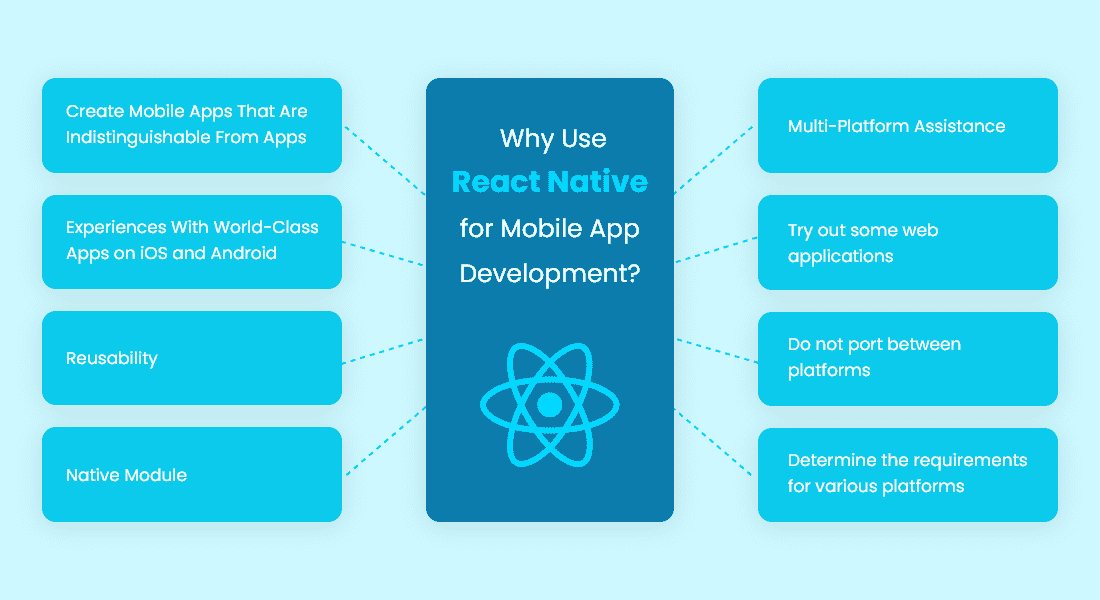 Create Mobile Apps That Are
Indistinguishable From Apps
Experiences With World-Class
Apps on iOS and Android
Reusability
Native Module
Why Use
React Native
for Mobile App
Development?
Multi-Platform Assistance
Try out some web
applications
Do not port between
platforms
Determine the requirements
for various platforms